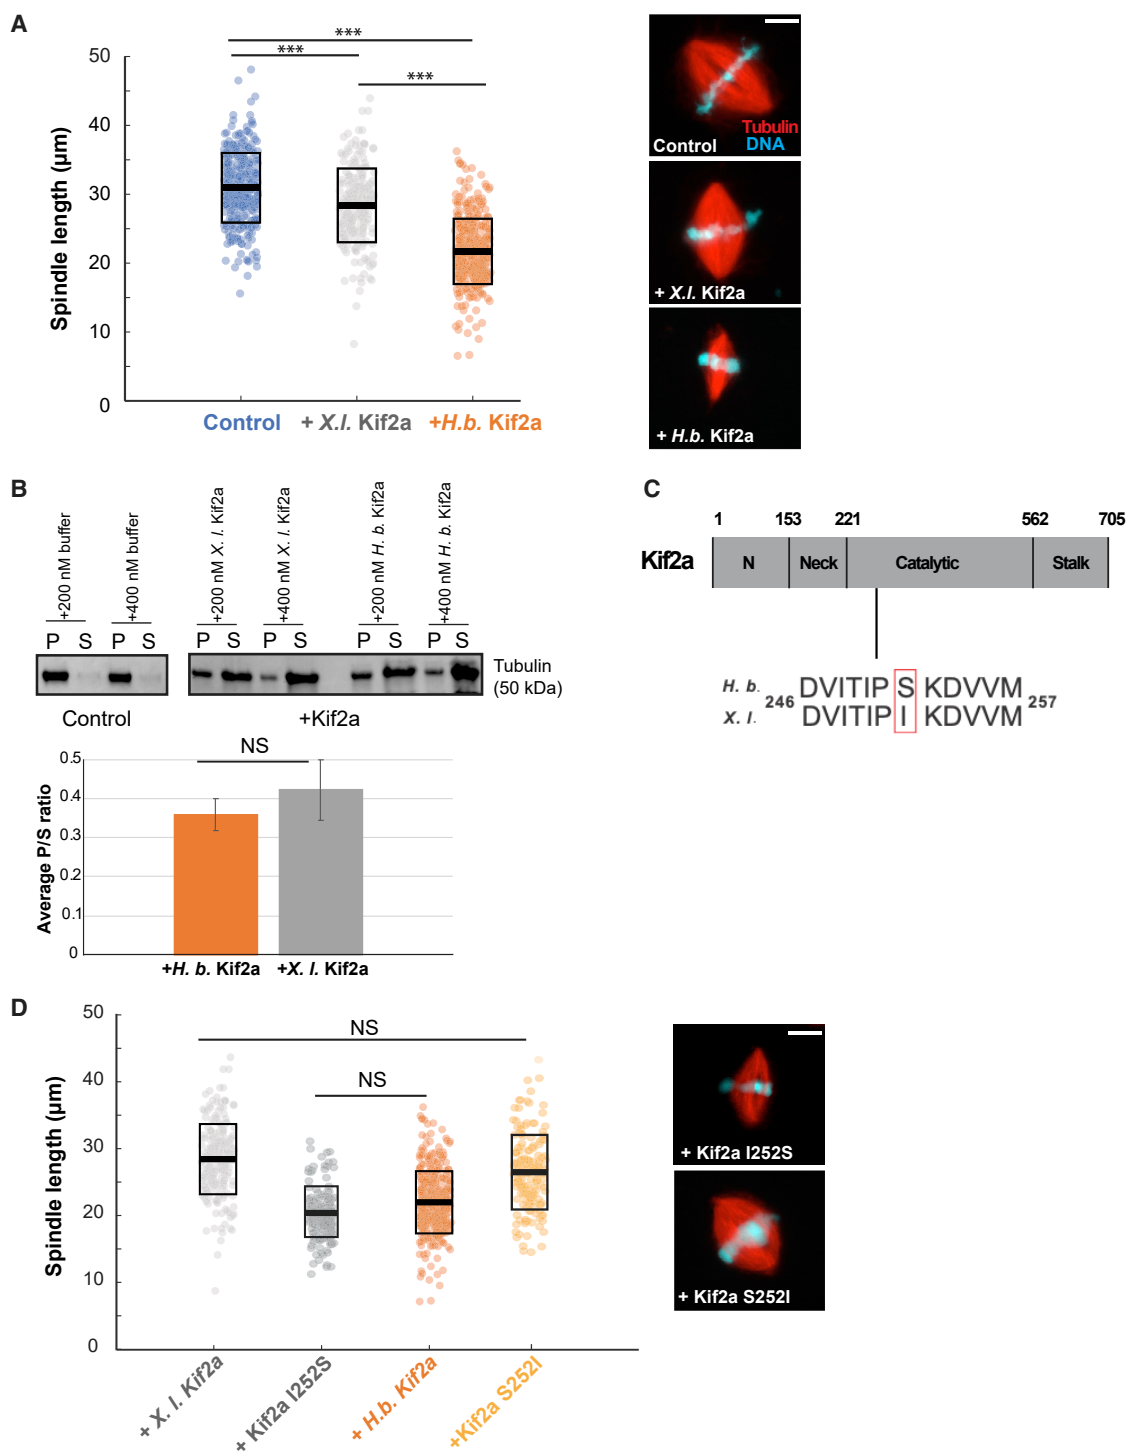 A
***
***
***
50
40
30
20
10
0
Spindle length (µm)
Control
+ X.l. Kif2a
+H.b. Kif2a
Tubulin
Control DNA
+ X.l. Kif2a
+ H.b. Kif2a
B
+200 nM buffer
+400 nM buffer
+200 nM X. l. Kif2a
+400 nM X. l. Kif2a
+200 nM H. b. Kif2a
+400 nM H. b. Kif2a
P S P S P S P S P S P S
Tubulin
(50 kDa)
Control
+Kif2a
NS
0.5
0.4
0.3
0.2
0.1
0
Average P/S ratio
+H. b. Kif2a
+X. l. Kif2a
C
1 153 221 562 705
Kif2a N Neck Catalytic Stalk
H. b. 246 DVITIP S KDVVM 257
X. l. DVITIP I KDVVM
D
NS
NS
50
40
30
20
10
0
Spindle length (µm)
+ X. l. Kif2a
+ Kif2a I252S
+ H.b. Kif2a
+Kif2a S252I
+ Kif2a I252S
+ Kif2a S252I